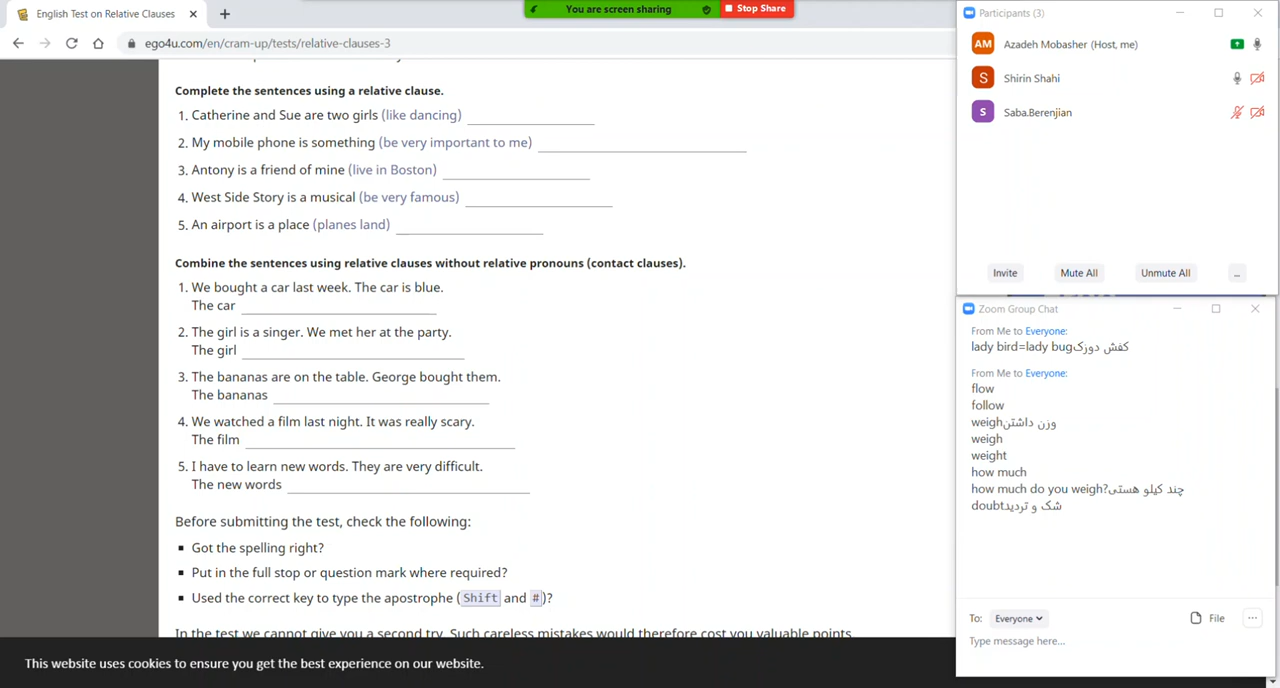 English Test on Relative Clauses
You are screen sharing
Stop Share
ego4u.com/en/cram-up/tests/relative-clauses-3
Complete the sentences using a relative clause.
1. Catherine and Sue are two girls (like dancing)
2. My mobile phone is something (be very important to me)
3. Antony is a friend of mine (live in Boston)
4. West Side Story is a musical (be very famous)
5. An airport is a place (planes land)
Combine the sentences using relative clauses without relative pronouns (contact clauses).
1. We bought a car last week. The car is blue.
The car
2. The girl is a singer. We met her at the party.
The girl
3. The bananas are on the table. George bought them.
The bananas
4. We watched a film last night. It was really scary.
The film
5. I have to learn new words. They are very difficult.
The new words
Before submitting the test, check the following:
Got the spelling right?
Put in the full stop or question mark where required?
Used the correct key to type the apostrophe (Shift and #)?
In the test we cannot give you a second try. Such careless mistakes would therefore cost you valuable points.
This website uses cookies to ensure you get the best experience on our website.
Participants (3)
AM Azadeh Mobasher (Host, me)
S Shirin Shahi
S Saba.Berenjian
Invite Mute All Unmute All ...
Zoom Group Chat
From Me to Everyone:
lady bird=lady bugکفش دوزک
From Me to Everyone:
flow
follow
weighوزن داشتن
weigh
weight
how much
how much do you weigh?چند کیلو هستی
doubtشک و تردید
To: Everyone File ...
Type message here...